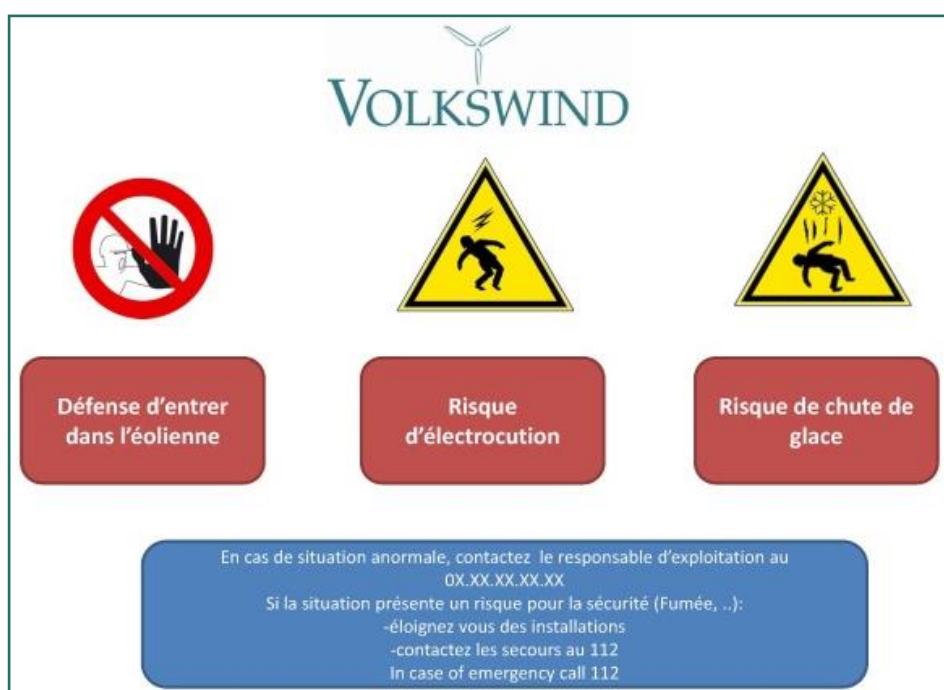 VOLKSWIND
Défense d'entrer
dans l'éolienne
Risque
d'électrocution
Risque de chute de
glace
En cas de situation anormale, contactez le responsable d'exploitation au
0X.XX.XX.XX.XX
Si la situation présente un risque pour la sécurité (Fumée, ..):
-éloignez vous des installations
-contactez les secours au 112
In case of emergency call 112